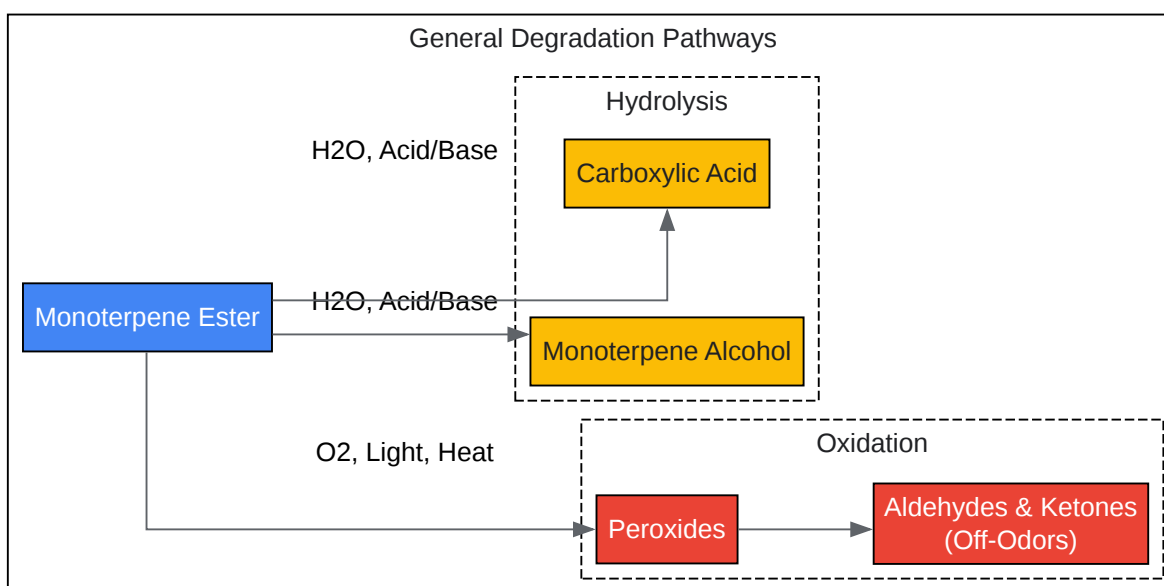 General Degradation Pathways
Hydrolysis
H2O, Acid/Base
Carboxylic Acid
H2O, Acid/Base
Monoterpene Ester
Monoterpene Alcohol
Oxidation
O2, Light, Heat
Peroxides
Aldehydes & Ketones
(Off-Odors)